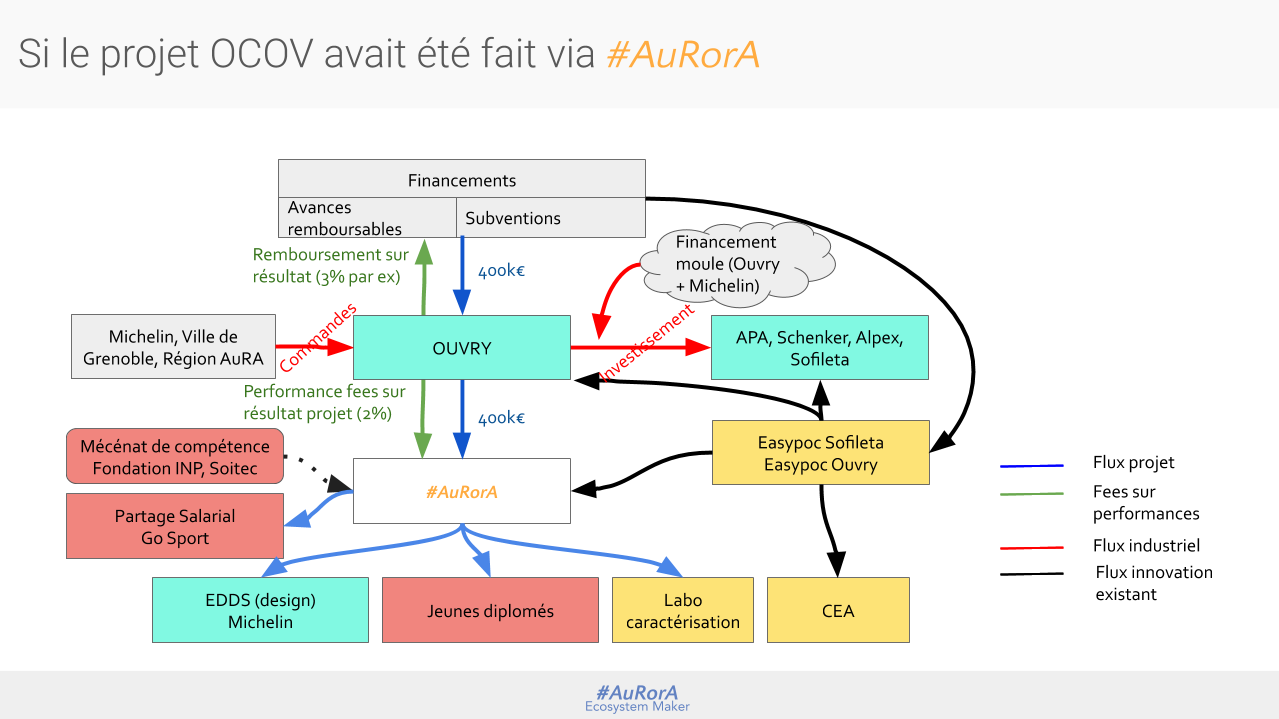 Si le projet OCOV avait été fait via #AuRorA
Financements
Avances
remboursables
Subventions
Remboursement sur
résultat (3% par ex)
400k€
Financement
moule (Ouvry
+ Michelin)
Michelin, Ville de
Grenoble, Région AuRA
Commandes
OUVRY
Investissement
APA, Schenker, Alpex,
Sofileta
Performance fees sur
résultat projet (2%)
400k€
Mécénat de compétence
Fondation INP, Soitec
Easypoc Sofileta
Easypoc Ouvry
#AuRorA
Partage Salarial
Go Sport
EDDS (design)
Michelin
Jeunes diplomés
Labo
caractérisation
CEA
Flux projet
Fees sur
performances
Flux industriel
Flux innovation
existant
#AuRorA
Ecosystem Maker